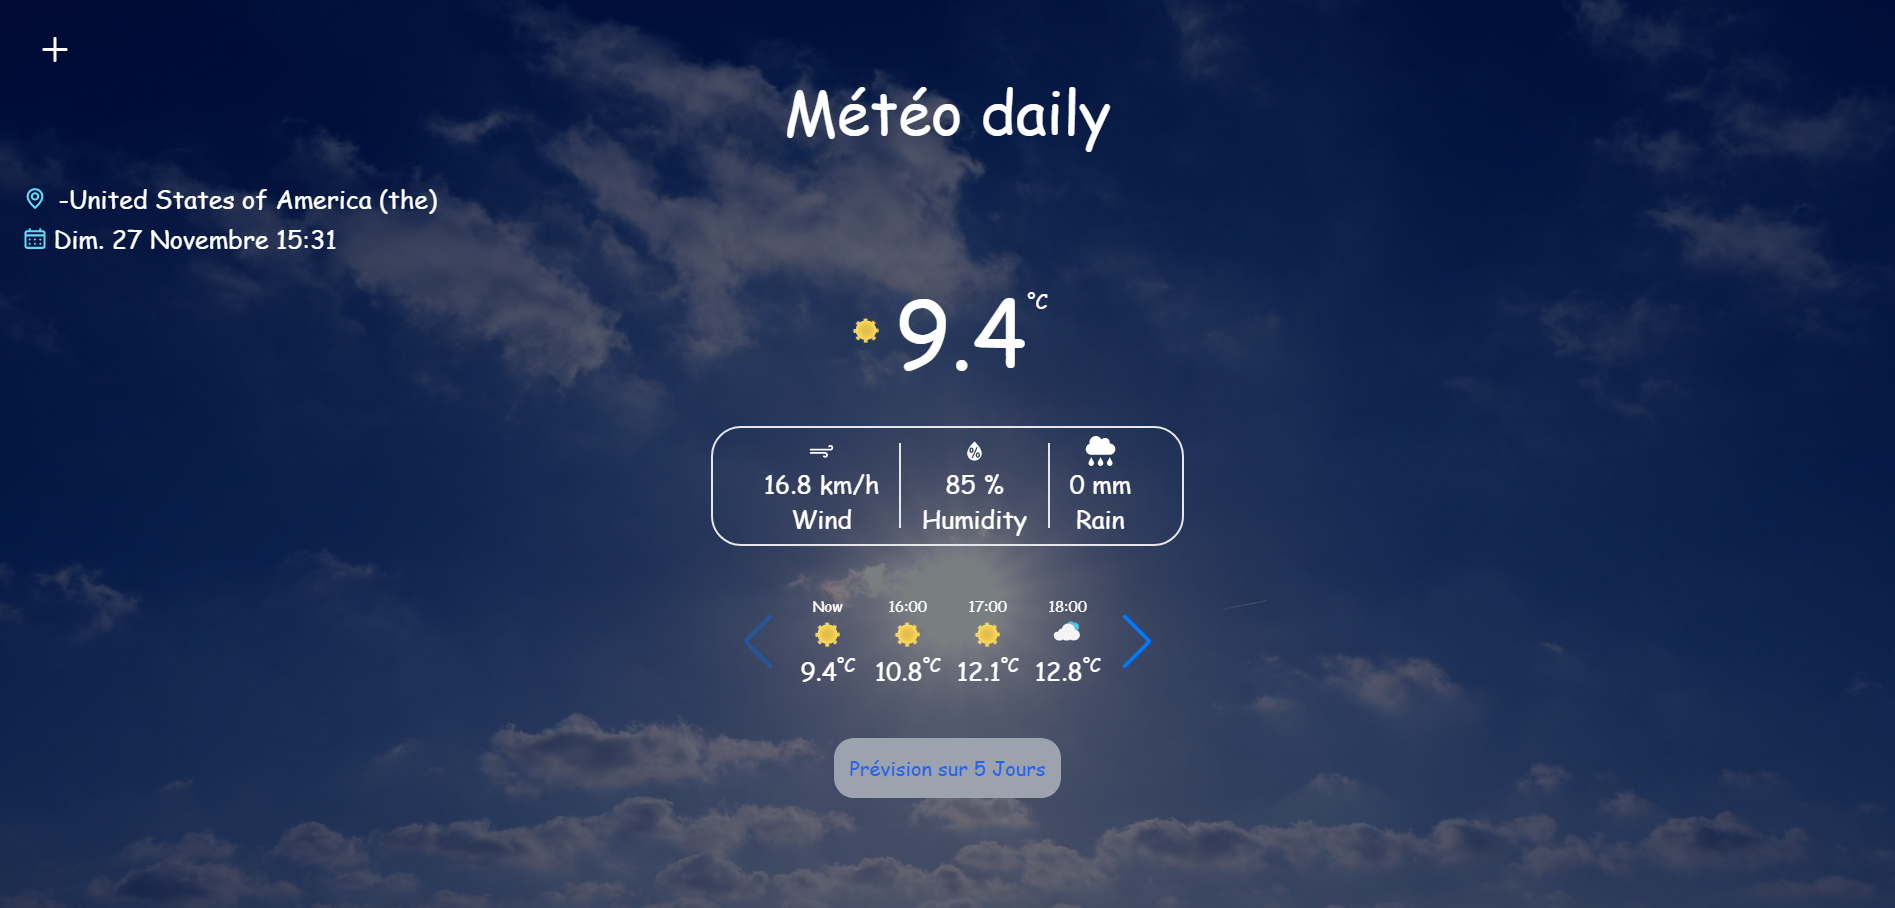 Météo daily
-United States of America (the)
Dim. 27 Novembre 15:31
9.4 °C
16.8 km/h 85 % 0 mm
Wind Humidity Rain
Now 16:00 17:00 18:00
9.4°C 10.8°C 12.1°C 12.8°C
Prévision sur 5 Jours